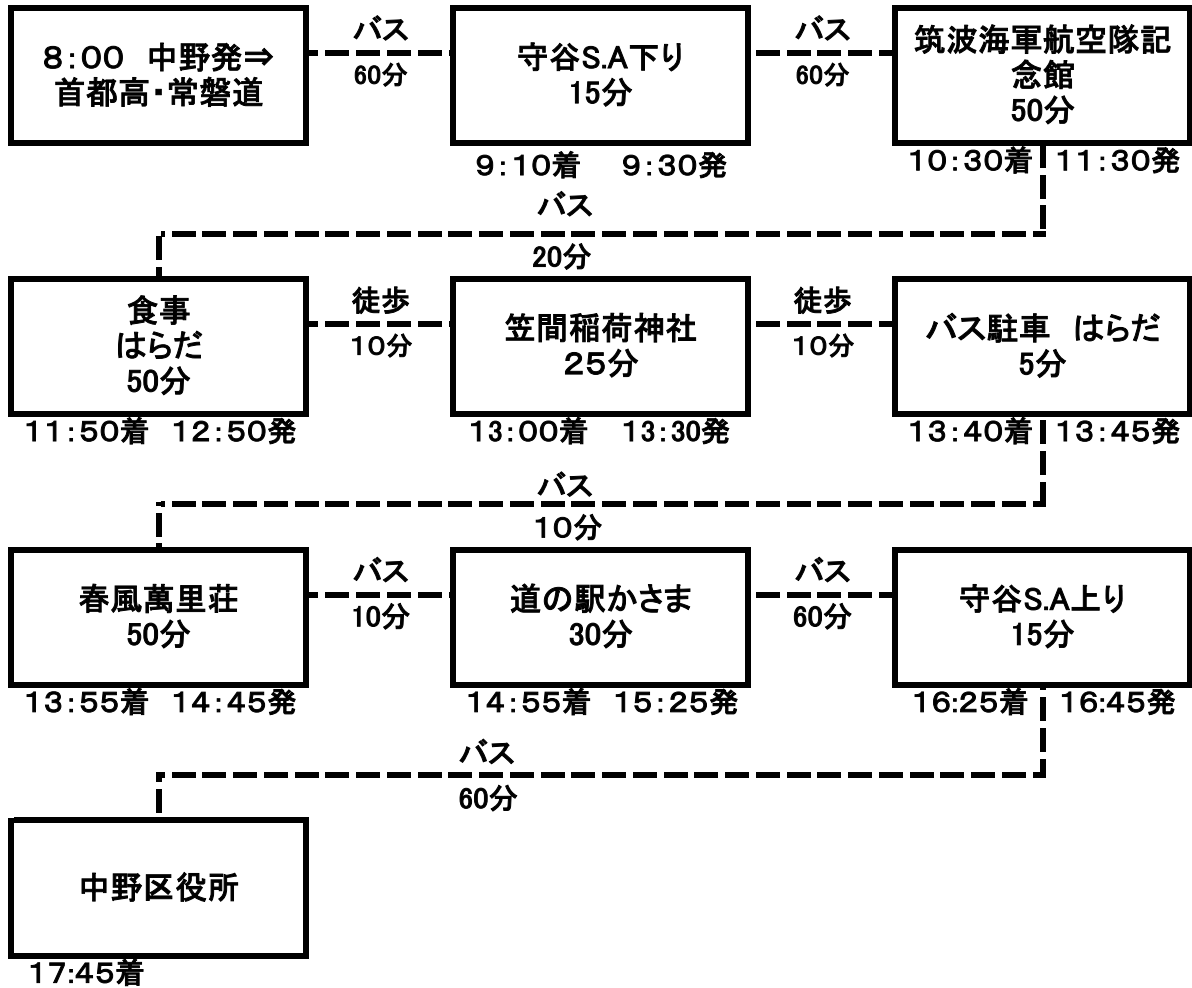 8:00　中野発⇒
首都高・常磐道
バス
60分
守谷S.A下り
15分
9:10着　9:30発
バス
60分
筑波海軍航空隊記
念館
50分
10:30着　11:30発
バス
20分
食事
はらだ
50分
11:50着　12:50発
徒歩
10分
笠間稲荷神社
25分
13:00着　13:30発
徒歩
10分
バス駐車　はらだ
5分
13:40着　13:45発
バス
10分
春風萬里荘
50分
13:55着　14:45発
バス
10分
道の駅かさま
30分
14:55着　15:25発
バス
60分
守谷S.A上り
15分
16:25着　16:45発
バス
60分
中野区役所
17:45着